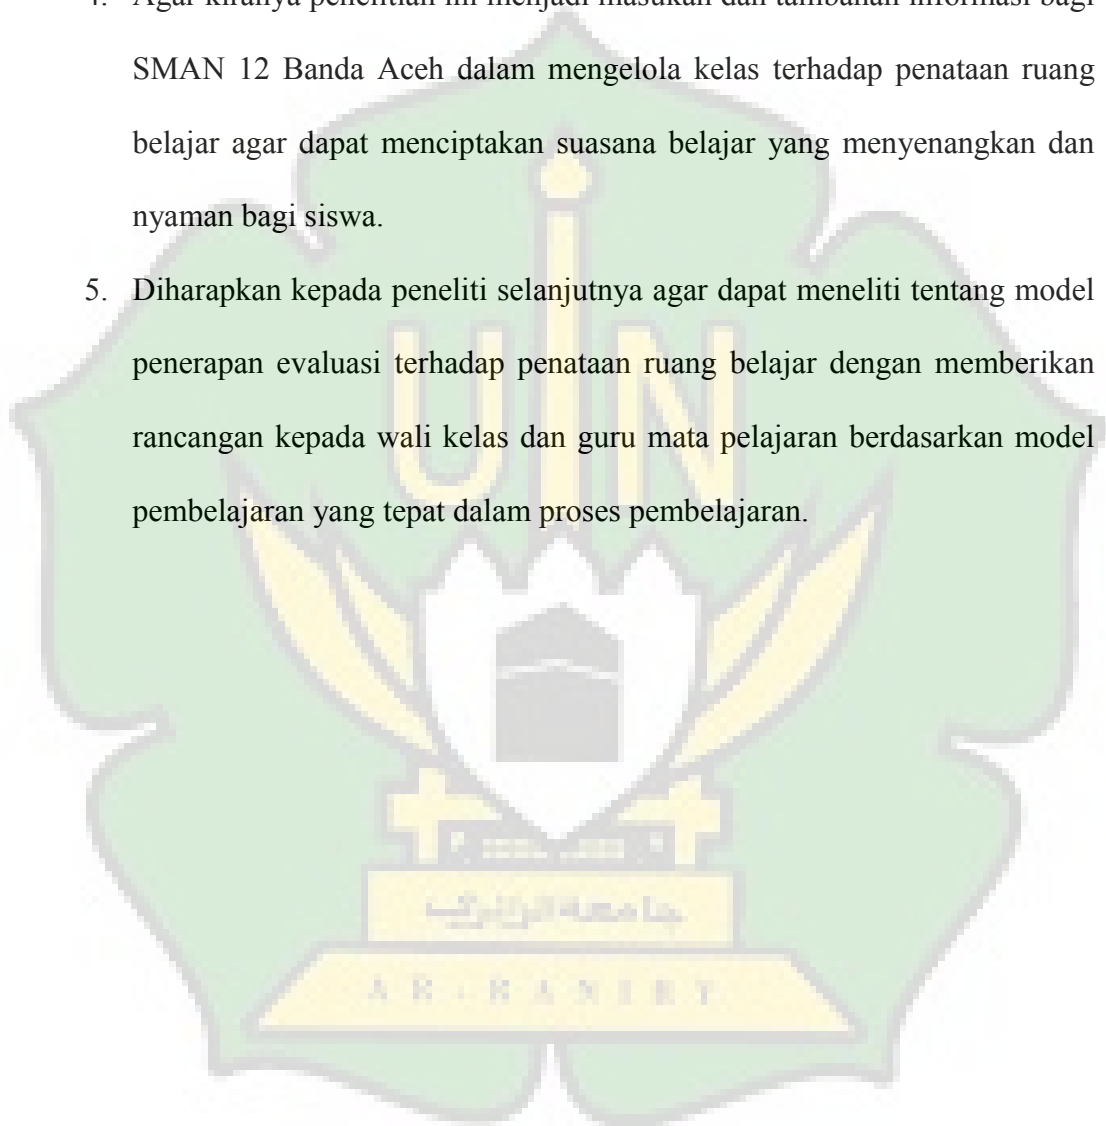 4. Agar kiranya penelitian ini menjadi masukan dan tambahan informasi bagi
SMAN 12 Banda Aceh dalam mengelola kelas terhadap penataan ruang
belajar agar dapat menciptakan suasana belajar yang menyenangkan dan
nyaman bagi siswa.
5. Diharapkan kepada peneliti selanjutnya agar dapat meneliti tentang model
penerapan evaluasi terhadap penataan ruang belajar dengan memberikan
rancangan kepada wali kelas dan guru mata pelajaran berdasarkan model
pembelajaran yang tepat dalam proses pembelajaran.
UIN
جامعة الرانيري
AR-RANIRY